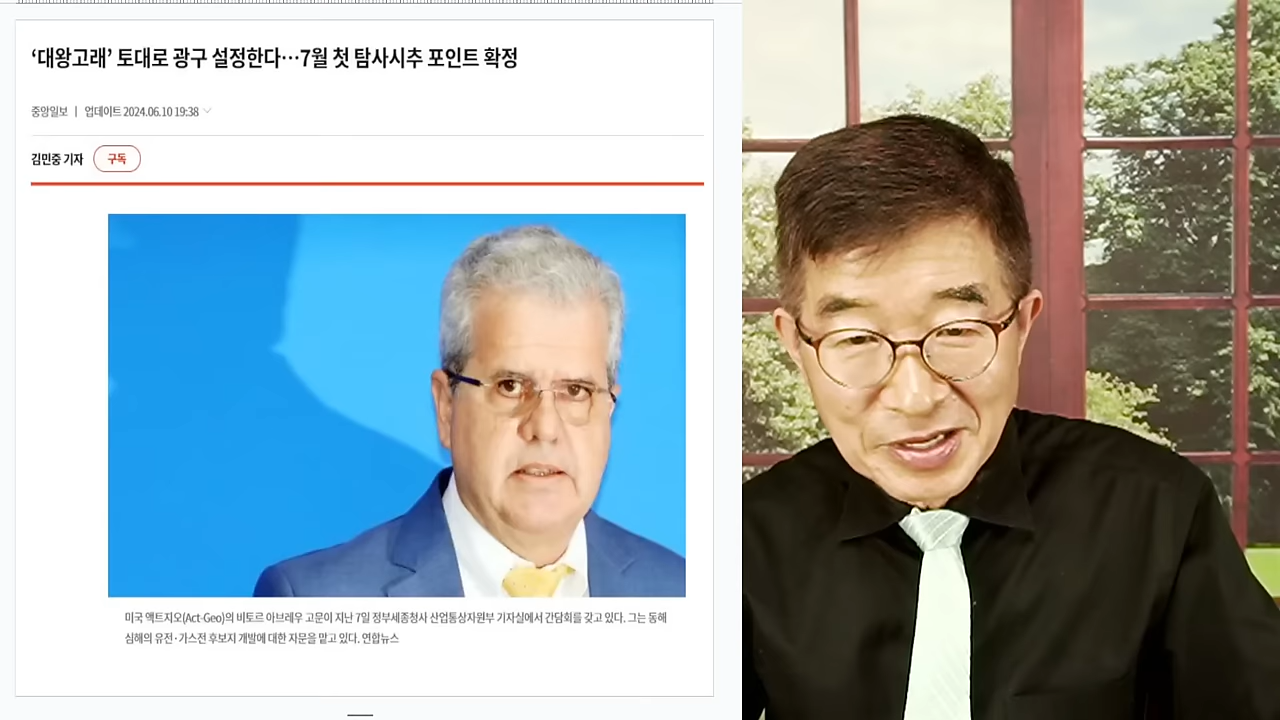 ‘대왕고래’ 토대로 광구 설정한다…7월 첫 탐사시추 포인트 확정
중앙일보 | 업데이트 2024.06.10 19:38
김민중 기자 구독
미국 액트지오(Act-Geo)의 비토르 아브레우 고문이 지난 7일 정부세종청사 산업통상자원부 기자실에서 간담회를 갖고 있다. 그는 동해
심해의 유전·가스전 후보지 개발에 대한 자문을 맡고 있다. 연합뉴스